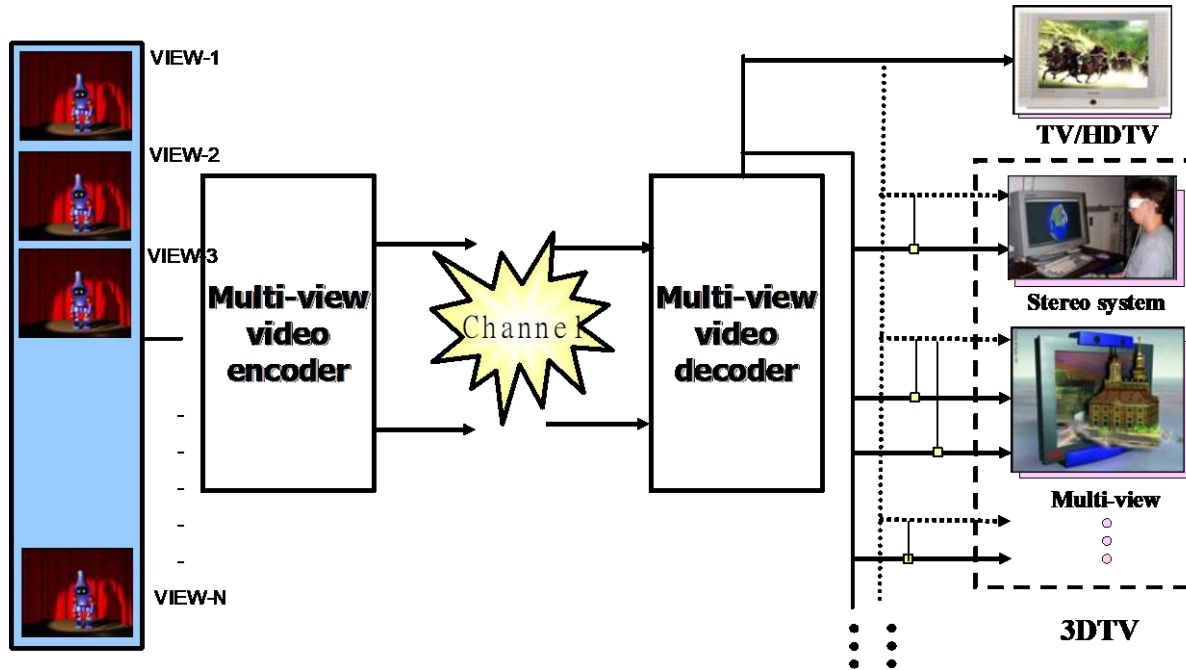 VIEW-1
VIEW-2
VIEW-3
VIEW-N
Multi-view
video
encoder
Channel
Multi-view
video
decoder
TV/HDTV
Stereo system
Multi-view
3DTV